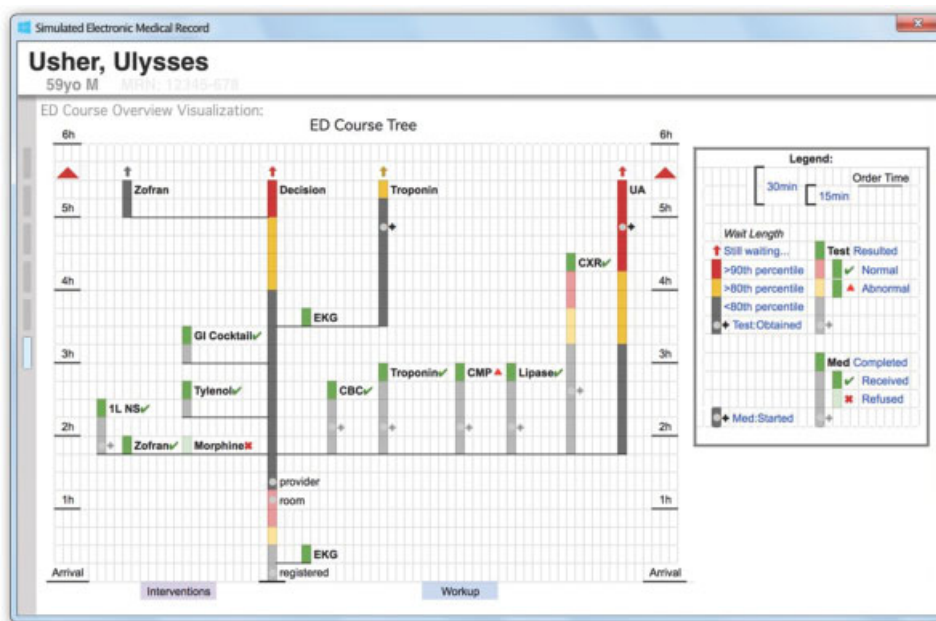 Simulated Electronic Medical Record
Usher, Ulysses
59yo M MRN: 12345-678
ED Course Overview Visualization:
ED Course Tree
6h 6h
Zofran Decision Troponin UA
5h 5h
CXR✓
4h 4h
EKG
GI Cocktail✓
3h 3h
Troponin✓ CMP▲ Lipase✓
Tylenol✓ CBC✓
1L NS✓
2h 2h
Zofran✓ Morphine✖
provider
room
1h 1h
EKG
Arrival registered Arrival
Interventions Workup
Legend:
Order Time
30min
15min
Wait Length
Still waiting... Test Resulted
>90th percentile ✓ Normal
>80th percentile ▲ Abnormal
<80th percentile
+ Test:Obtained +
Med Completed
✓ Received
✖ Refused
+ Med:Started +